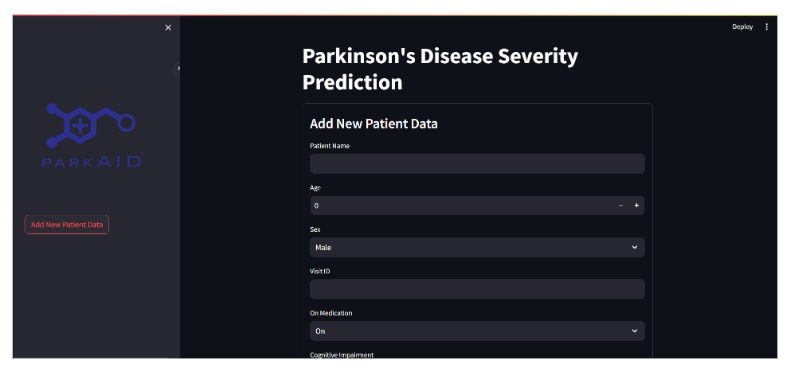 Deploy
PARKAID
Add New Patient Data
Parkinson's Disease Severity
Prediction
Add New Patient Data
Patient Name
Age
0
Sex
Male
Visit ID
On Medication
On
Cognitive Impairment